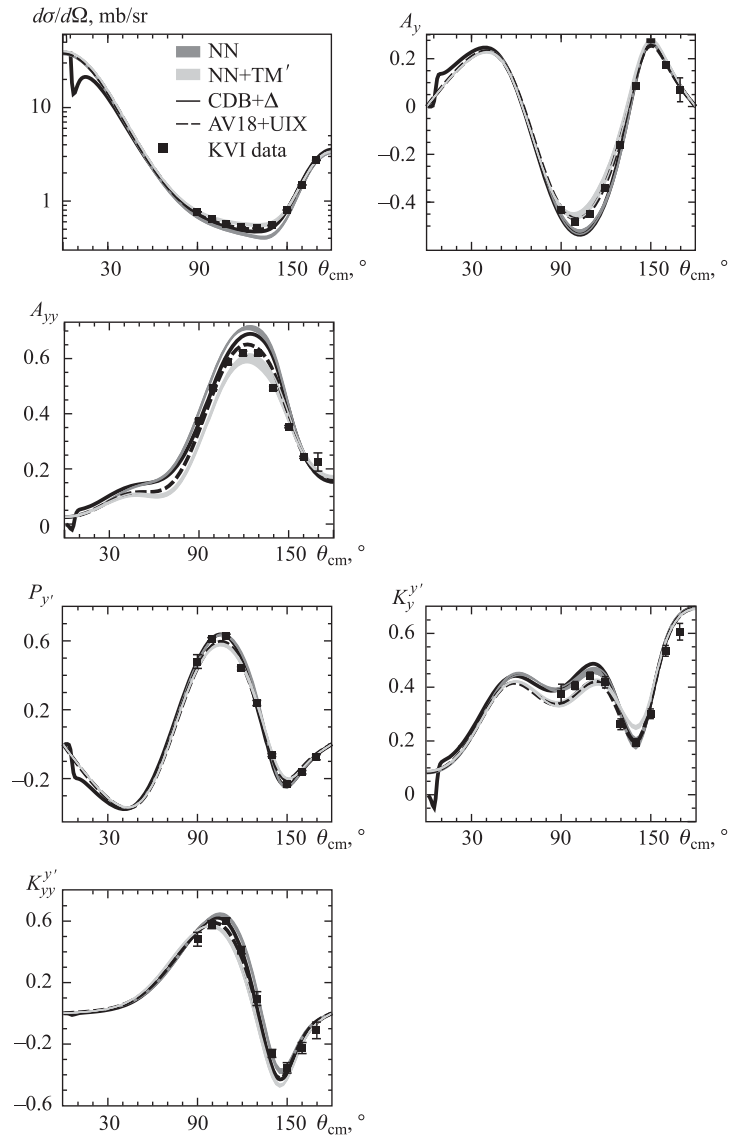 dσ/dΩ, mb/sr
NN
NN+TM′
CDB+Δ
AV18+UIX
KVI data
10
1
30 90 150 θcm, °
Ay
0.2
0
−0.2
−0.4
30 90 150 θcm, °
Ayy
0.6
0.4
0.2
0
30 90 150 θcm, °
Py′
0.6
0.2
−0.2
30 90 150 θcm, °
Kyy′
0.6
0.4
0.2
0
30 90 150 θcm, °
Kyyy′
0.6
0.2
−0.2
−0.6
30 90 150 θcm, °